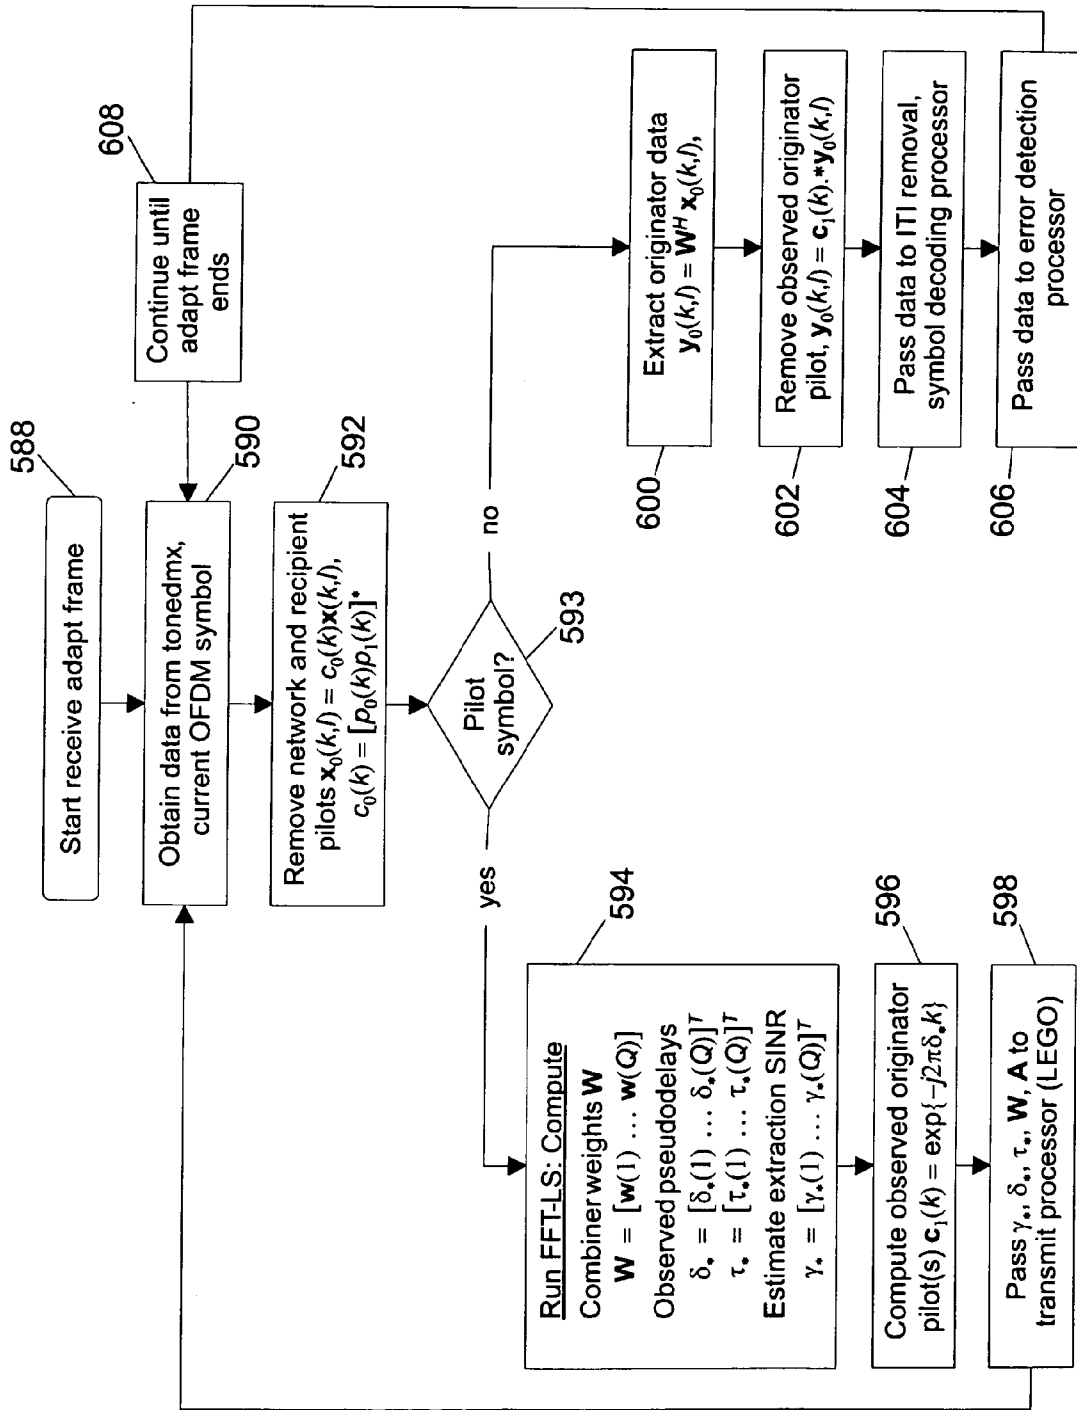 588
Start receive adapt frame
590
Obtain data from tonedmx,
current OFDM symbol
608
Continue until
adapt frame
ends
592
Remove network and recipient
pilots x₀(k,l) = c₀(k)x(k,l),
c₀(k) = [p₀(k)p₁(k)]*
593
Pilot
symbol?
yes
no
594
Run FFT-LS: Compute
Combiner weights W
W = [w(1) ... w(Q)]
Observed pseudodelays
δ* = [δ*(1) ... δ*(Q)]ᵀ
τ* = [τ*(1) ... τ*(Q)]ᵀ
Estimate extraction SINR
γ* = [γ*(1) ... γ*(Q)]ᵀ
596
Compute observed originator
pilot(s) c₁(k) = exp{-j2πδ*k}
598
Pass γ*, δ*, τ*, W, A to
transmit processor (LEGO)
600
Extract originator data
y₀(k,l) = Wᴴ x₀(k,l),
602
Remove observed originator
pilot, y₀(k,l) = c₁(k).*y₀(k,l)
604
Pass data to ITI removal,
symbol decoding processor
606
Pass data to error detection
processor